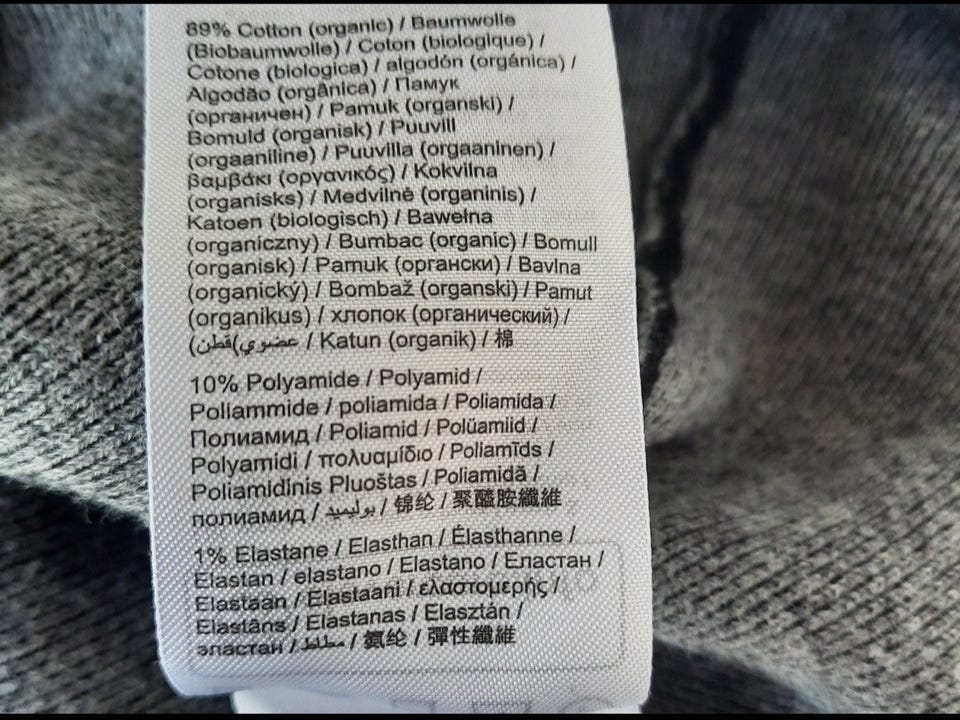 89% Cotton (organic) / Baumwolle
(Biobaumwolle) / Coton (biologique) /
Cotone (biologica) / algodón (orgánica) /
Algodão (orgânica) / Памук
(органичен) / Pamuk (organski) /
Bomuld (organisk) / Puuvill
(orgaaniline) / Puuvilla (orgaaninen) /
βαμβάκι (οργανικός) / Kokvilna
(organisks) / Medvilnė (organinis) /
Katoen (biologisch) / Bawełna
(organiczny) / Bumbac (organic) / Bomull
(organisk) / Pamuk (органски) / Bavlna
(organický) / Bombaž (organski) / Pamut
(organikus) / хлопок (органический) /
(قطن)عضوي / Katun (organik) / 棉
10% Polyamide / Polyamid /
Poliammide / poliamida / Poliamida /
Полиамид / Poliamid / Polüamiid /
Polyamidi / πολυαμίδιο / Poliamīds /
Poliamidinis Pluoštas / Poliamidă /
полиамид / بوليميد / 锦纶 / 聚醯胺纖維
1% Elastane / Elasthan / Élasthanne /
Elastan / elastano / Elastano / Еластан /
Elastaan / Elastaani / ελαστομερής /
Elastāns / Elastanas / Elasztán /
эластан / مطاط / 氨纶 / 彈性纖維